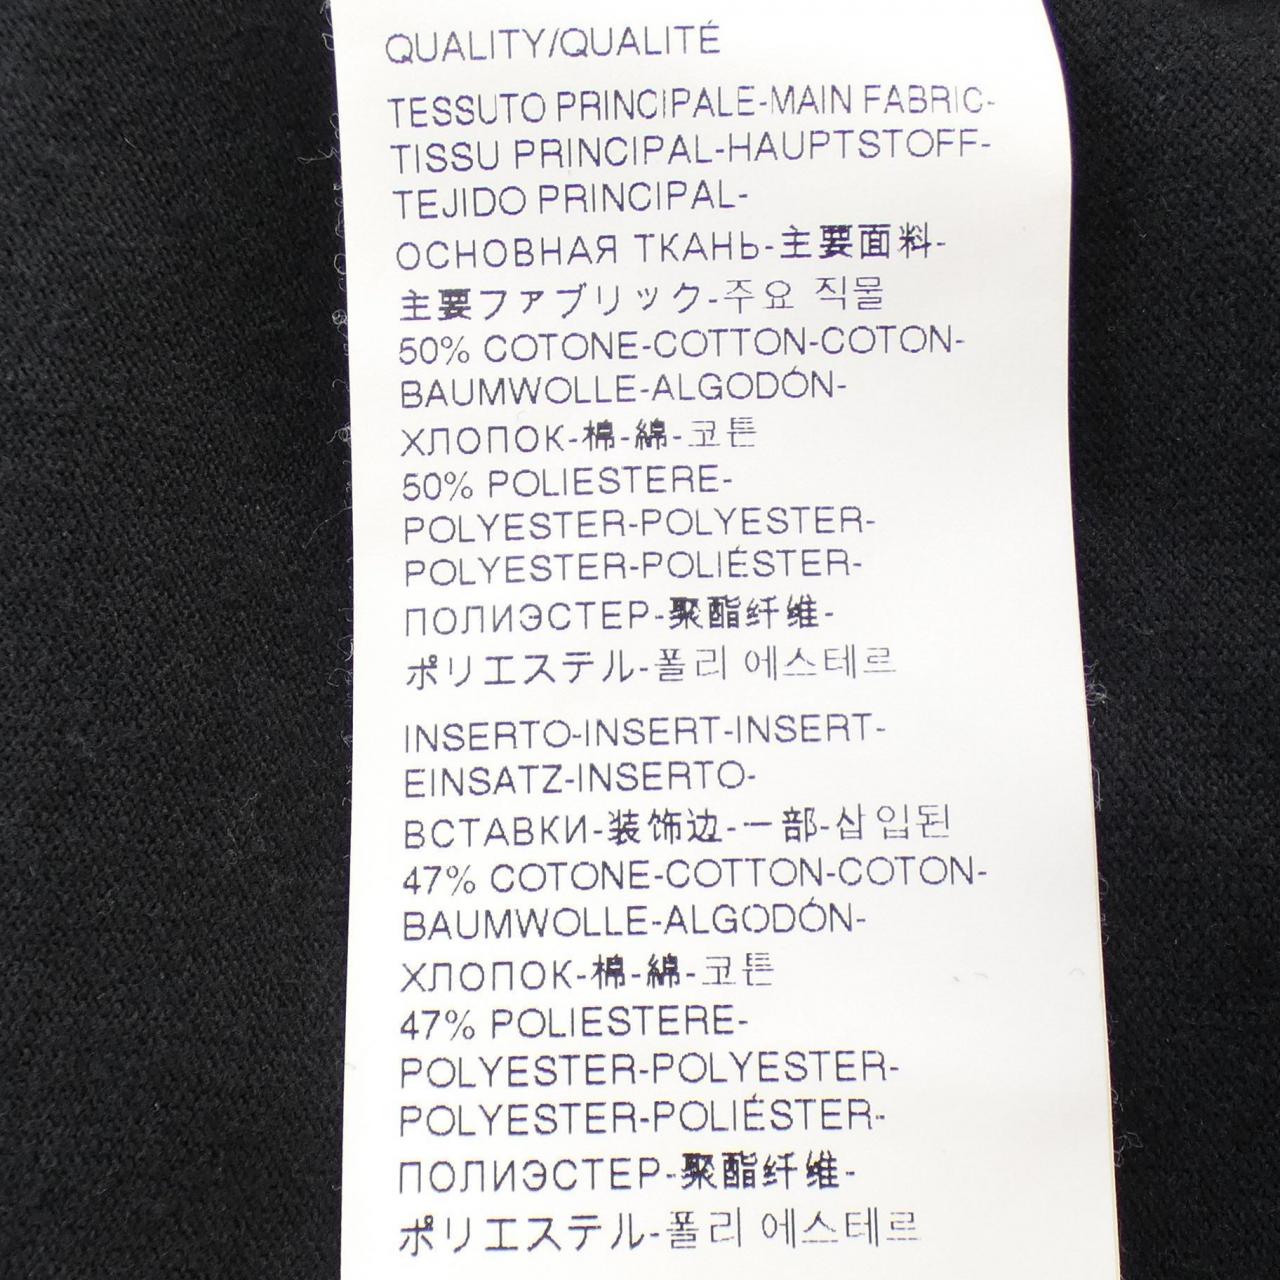 QUALITY/QUALITÉ
TESSUTO PRINCIPALE-MAIN FABRIC-
TISSU PRINCIPAL-HAUPTSTOFF-
TEJIDO PRINCIPAL-
ОСНОВНАЯ ТКАНЬ-主要面料-
主要ファブリック-주요 직물
50% COTONE-COTTON-COTON-
BAUMWOLLE-ALGODÓN-
ХЛОПОК-棉-綿-코튼
50% POLIESTERE-
POLYESTER-POLYESTER-
POLYESTER-POLIÉSTER-
ПОЛИЭСТЕР-聚酯纤维-
ポリエステル-폴리 에스테르
INSERTO-INSERT-INSERT-
EINSATZ-INSERTO-
ВСТАВКИ-装饰边-一部-삽입된
47% COTONE-COTTON-COTON-
BAUMWOLLE-ALGODÓN-
ХЛОПОК-棉-綿-코튼
47% POLIESTERE-
POLYESTER-POLYESTER-
POLYESTER-POLIÉSTER-
ПОЛИЭСТЕР-聚酯纤维-
ポリエステル-폴리 에스테르